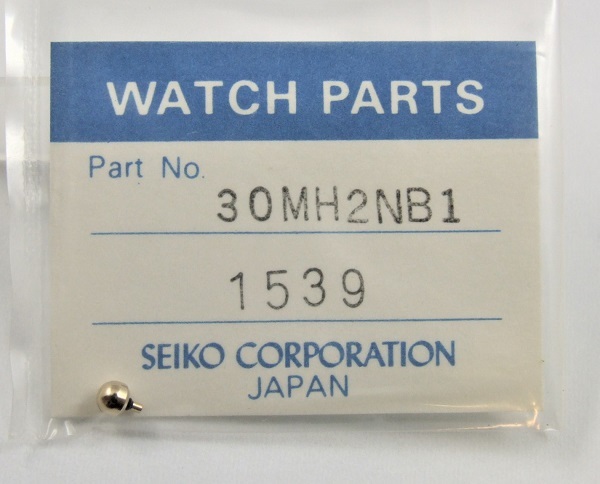 WATCH PARTS
Part No.
30MH2NB1
1539
SEIKO CORPORATION
JAPAN